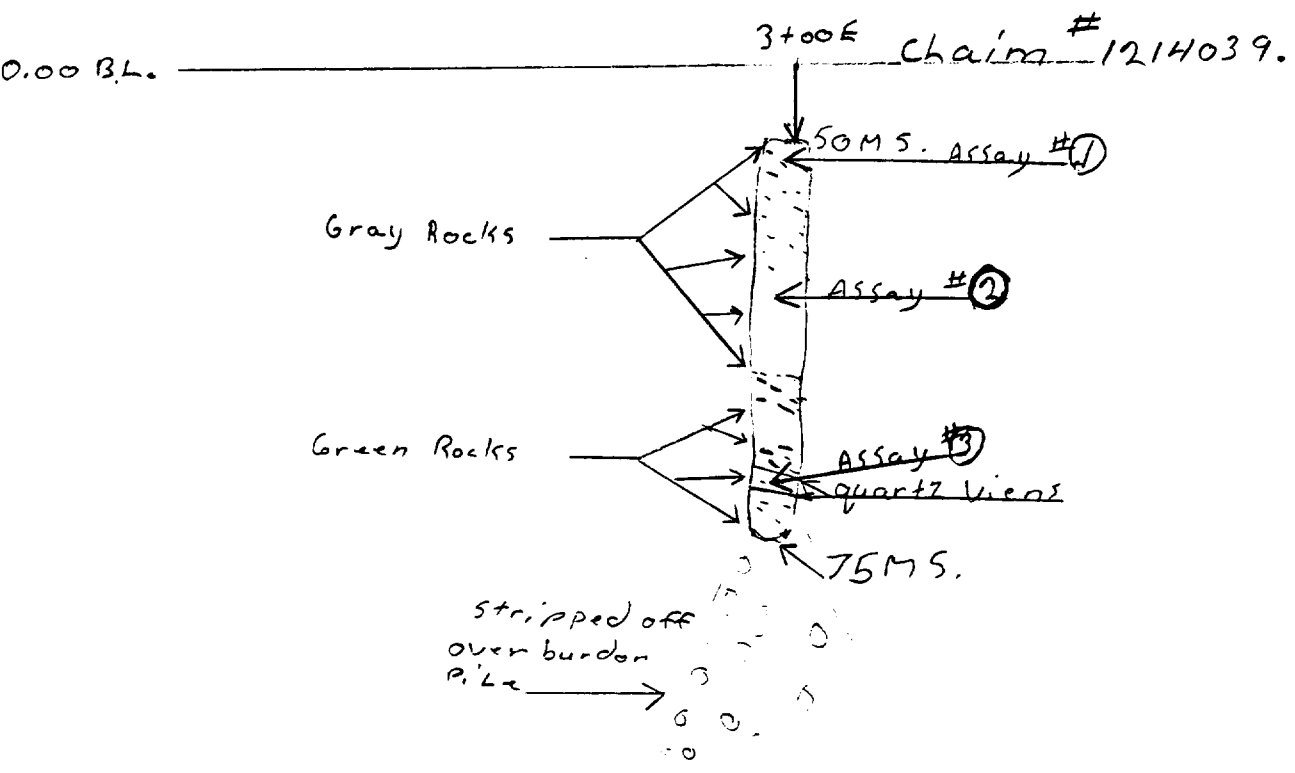 3+00E
0.00 B.L. Chaim # 1214039.
50MS. Assay #1
Gray Rocks
Assay #2
Green Rocks
Assay #3
quartz Viens
75MS.
stripped off
over burdon
PiLe